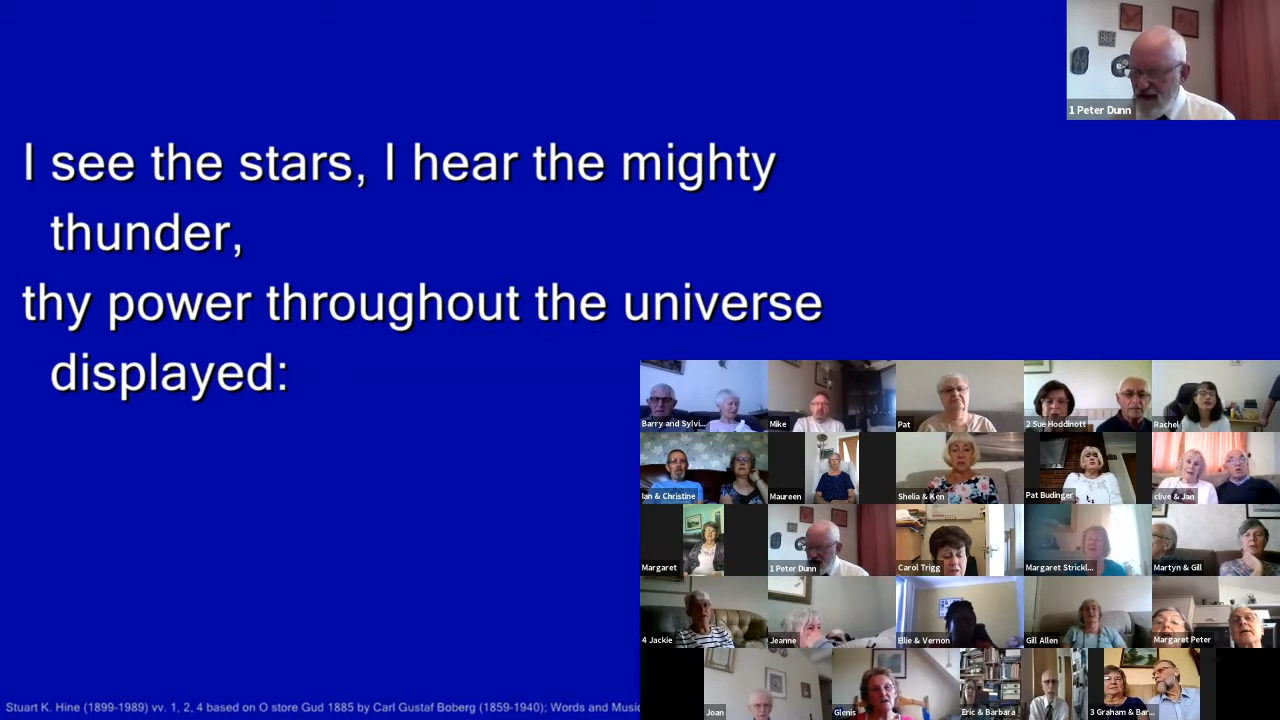 1 Peter Dunn
I see the stars, I hear the mighty
thunder,
thy power throughout the universe
displayed:
Barry and Sylvi...
Mike
Pat
2 Sue Hoddinott
Rachel
Ian & Christine
Maureen
Shelia & Ken
Pat Budinger
clive & Jan
Margaret
1 Peter Dunn
Carol Trigg
Margaret Strickl...
Martyn & Gill
4 Jackie
Jeanne
Ellie & Vernon
Gill Allen
Margaret Peter
Joan
Glenis
Eric & Barbara
3 Graham & Bar...
Stuart K. Hine (1899-1989) vv. 1, 2, 4 based on O store Gud 1885 by Carl Gustaf Boberg (1859-1940); Words and Music